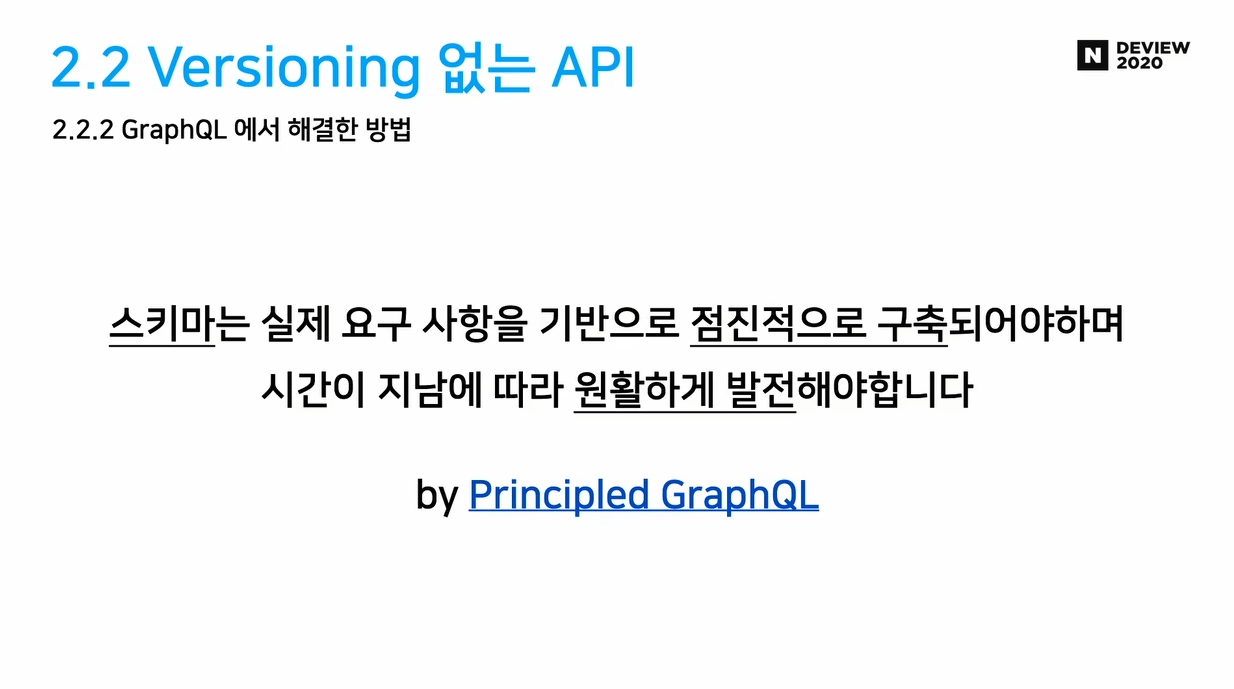 2.2 Versioning 없는 API
N DEVIEW
2020
2.2.2 GraphQL 에서 해결한 방법
스키마는 실제 요구 사항을 기반으로 점진적으로 구축되어야하며
시간이 지남에 따라 원활하게 발전해야합니다
by Principled GraphQL